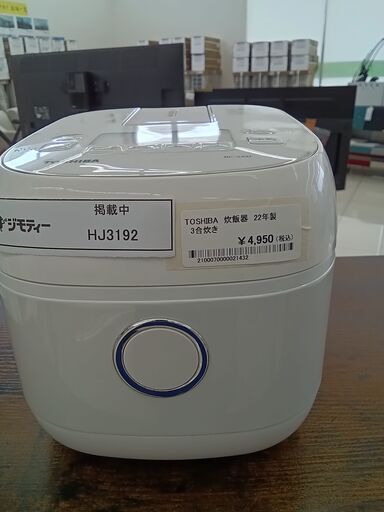 TOSHIBA
ジモティー
掲載中
HJ3192
TOSHIBA 炊飯器 22年製
3合炊き
￥4,950(税込)
2100070000021432